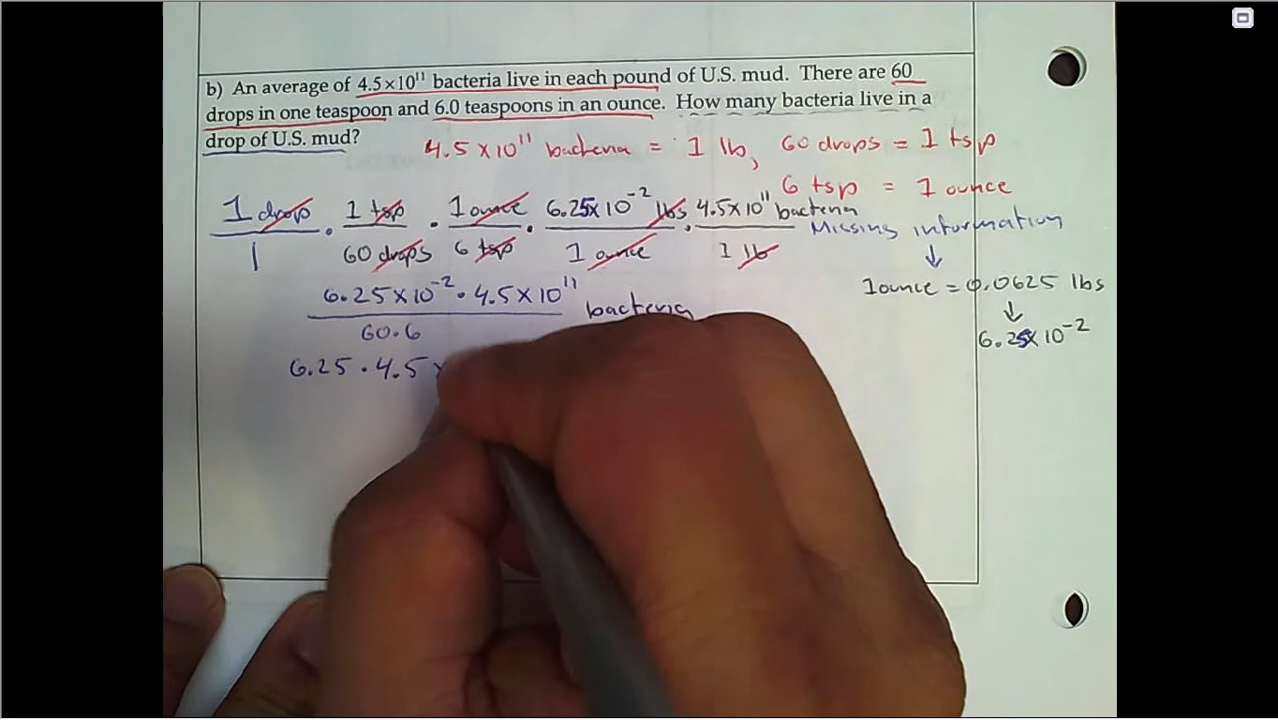 b) An average of 4.5×10¹¹ bacteria live in each pound of U.S. mud. There are 60
drops in one teaspoon and 6.0 teaspoons in an ounce. How many bacteria live in a
drop of U.S. mud?
4.5 × 10¹¹ bacteria = 1 lb, 60 drops = 1 tsp
6 tsp = 1 ounce
1 drop / 1 · 1 tsp / 60 drops · 1 ounce / 6 tsp · 6.25×10⁻² lbs / 1 ounce · 4.5×10¹¹ bacteria / 1 lb
Missing information
↓
1 ounce = 0.0625 lbs
↓
6.25×10⁻²
6.25×10⁻² · 4.5×10¹¹ / 60·6 bacteria
6.25 · 4.5 ×